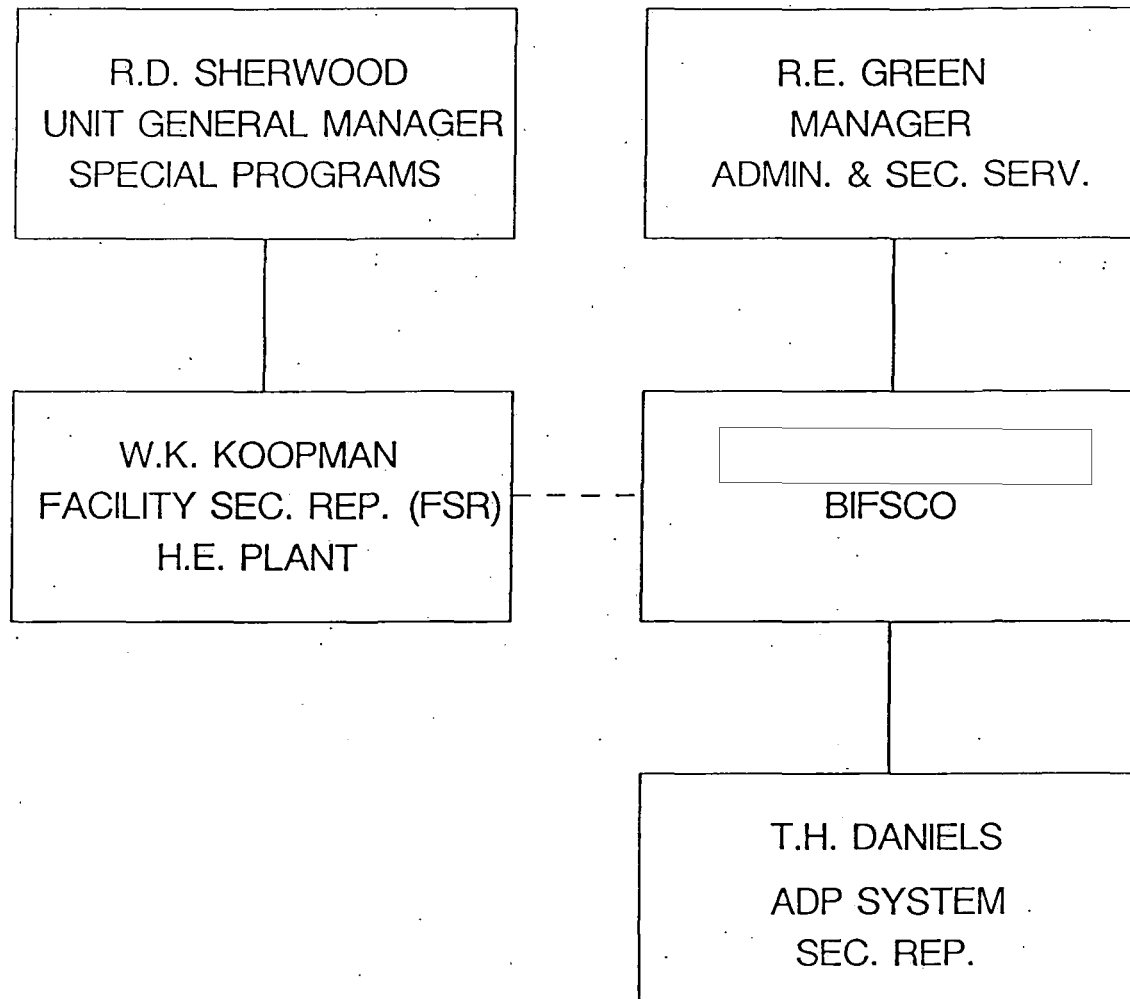 R.D. SHERWOOD
UNIT GENERAL MANAGER
SPECIAL PROGRAMS
R.E. GREEN
MANAGER
ADMIN. & SEC. SERV.
W.K. KOOPMAN
FACILITY SEC. REP. (FSR)
H.E. PLANT
BIFSCO
T.H. DANIELS
ADP SYSTEM
SEC. REP.